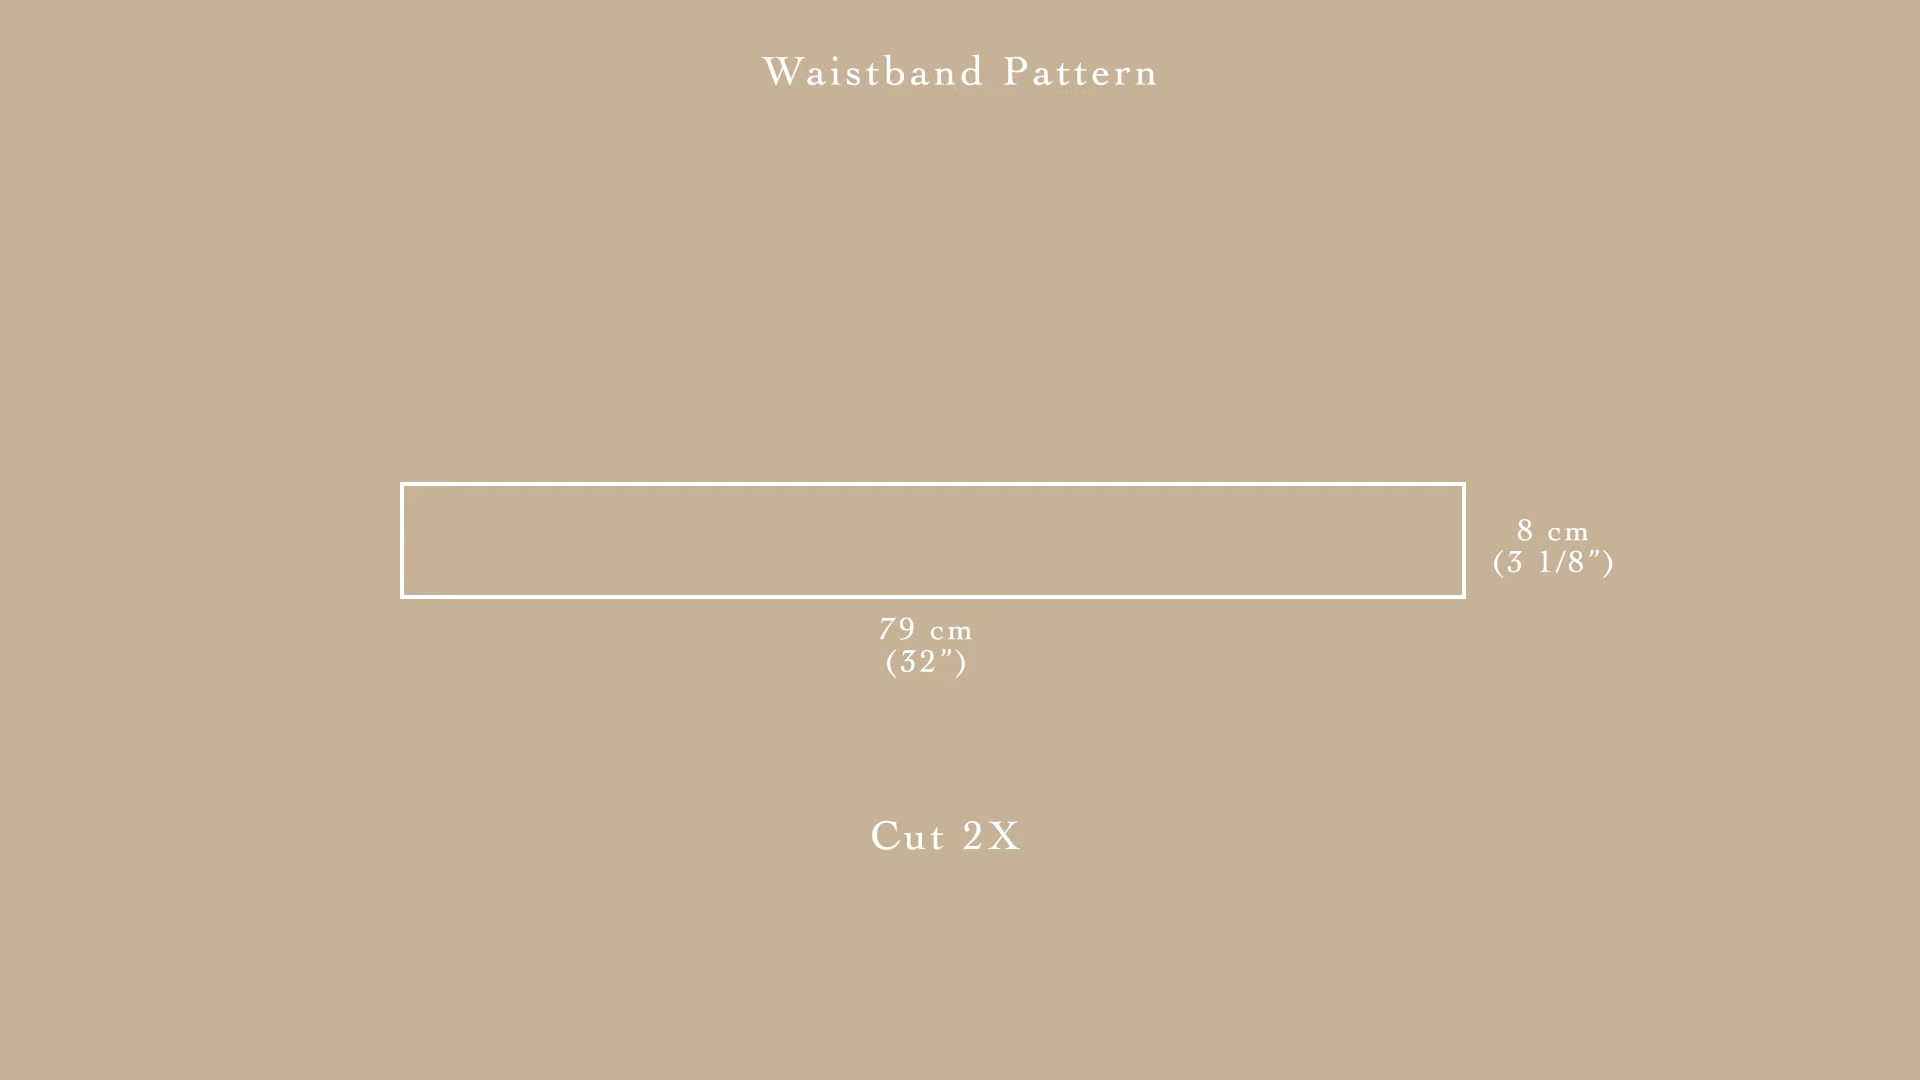 Waistband Pattern
8 cm
(3 1/8”)
79 cm
(32”)
Cut 2X